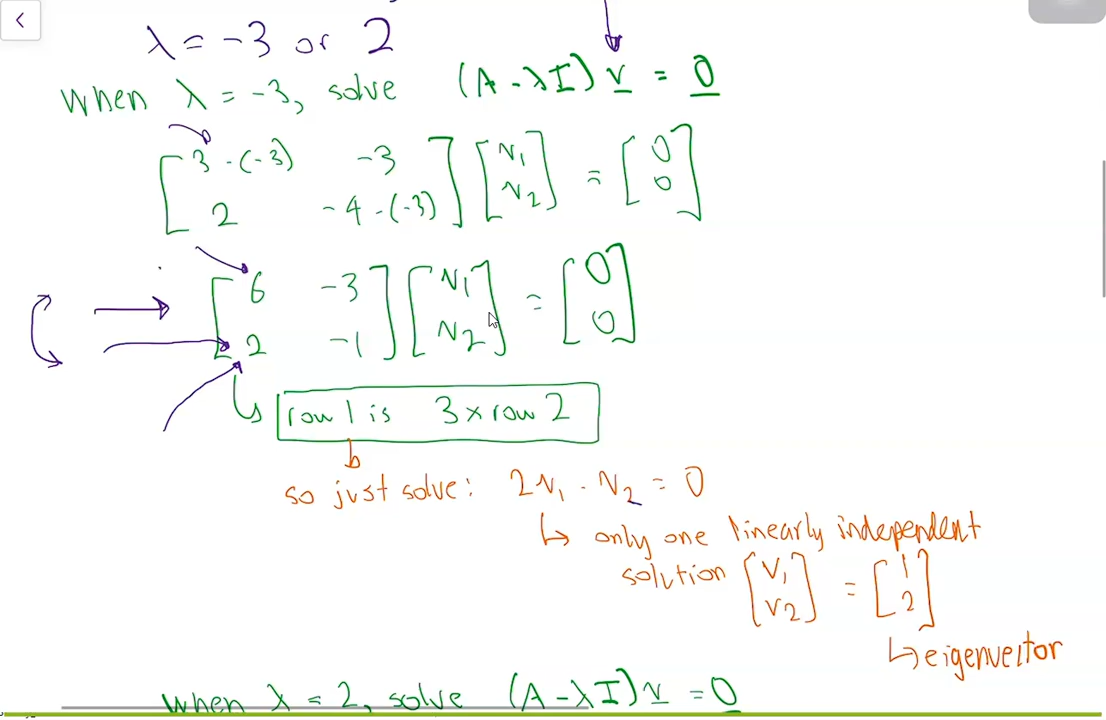 λ = -3 or 2
When λ = -3, solve (A - λI) v = 0
[3 - (-3) -3] [v₁] = [0]
[2 -4 - (-3)] [v₂] [0]
[6 -3] [v₁] = [0]
[2 -1] [v₂] [0]
row 1 is 3 × row 2
so just solve: 2v₁ - v₂ = 0
only one linearly independent
solution [v₁] = [1]
[v₂] [2]
eigenvector
When λ = 2, solve (A - λI) v = 0